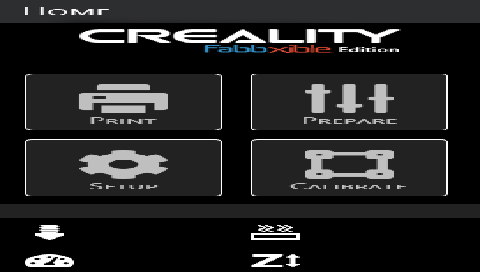 Home
CREALITY
Fabbxible Edition
Print
Prepare
Setup
Calibrate
Z